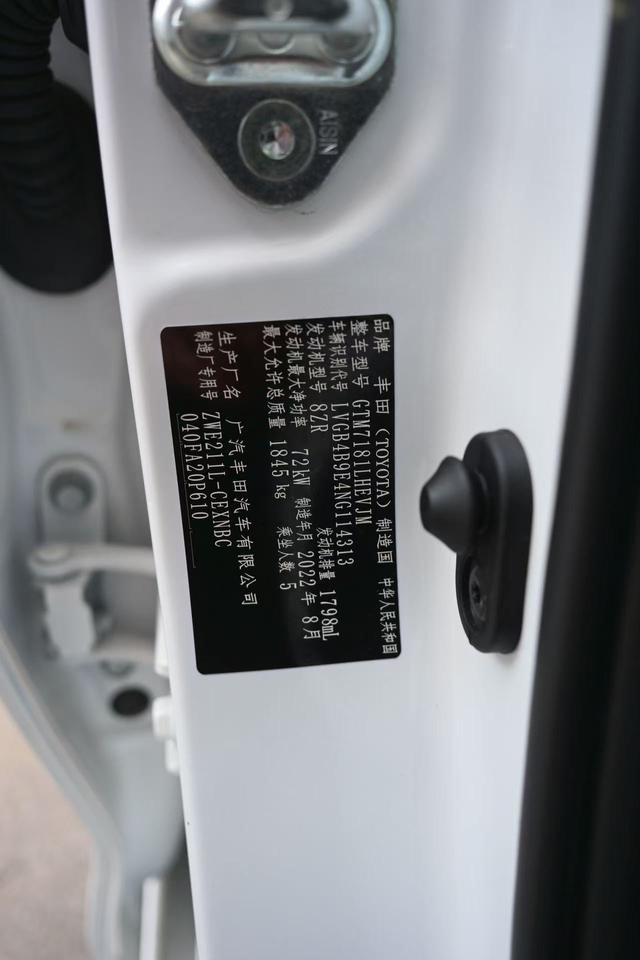 AISIN
品牌 丰田(TOYOTA) 制造国 中华人民共和国
整车型号 GTM7181LHEVJM
车辆识别代号 LVGB4B9E4NG114313
发动机型号 8ZR 发动机排量 1798mL
发动机最大净功率 72kW 制造年月 2022年8月
最大允许总质量 1845kg 乘坐人数 5
生产厂名 广汽丰田汽车有限公司
制造厂专用号 ZWE211L-CEXNBC
040FA20P610